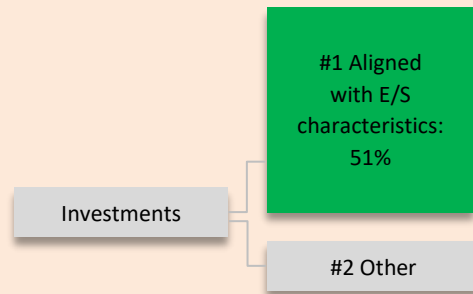 #1 Aligned
with E/S
characteristics:
51%
Investments
#2 Other